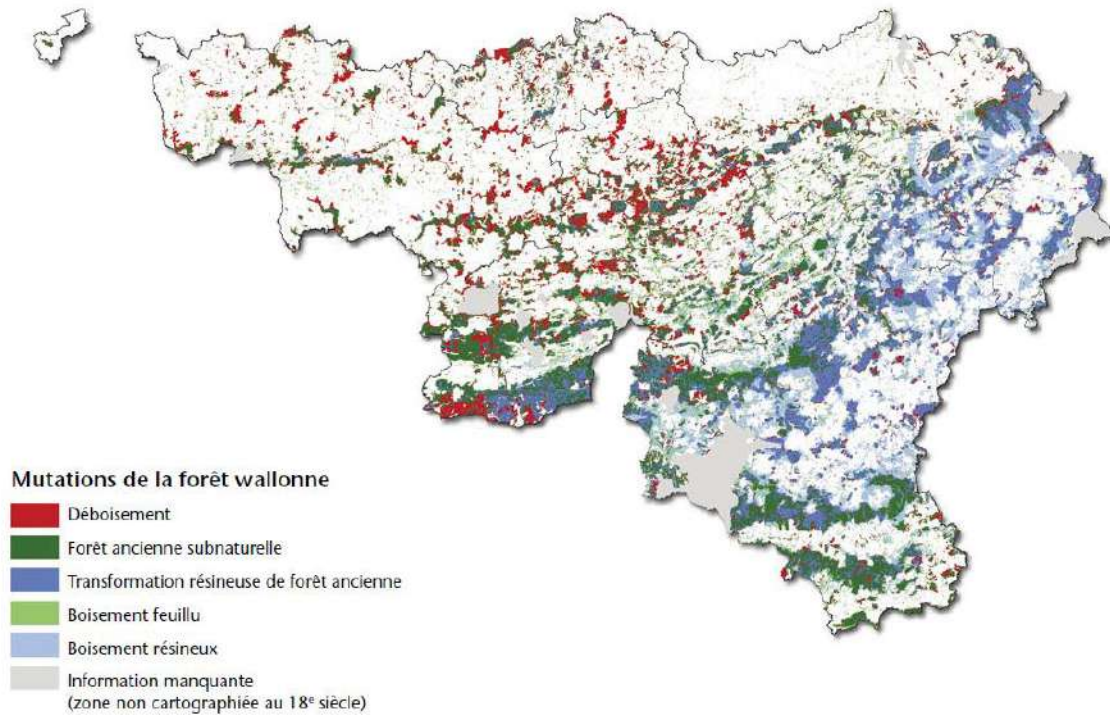 Mutations de la forêt wallonne
Déboisement
Forêt ancienne subnaturelle
Transformation résineuse de forêt ancienne
Boisement feuillu
Boisement résineux
Information manquante
(zone non cartographiée au 18e siècle)